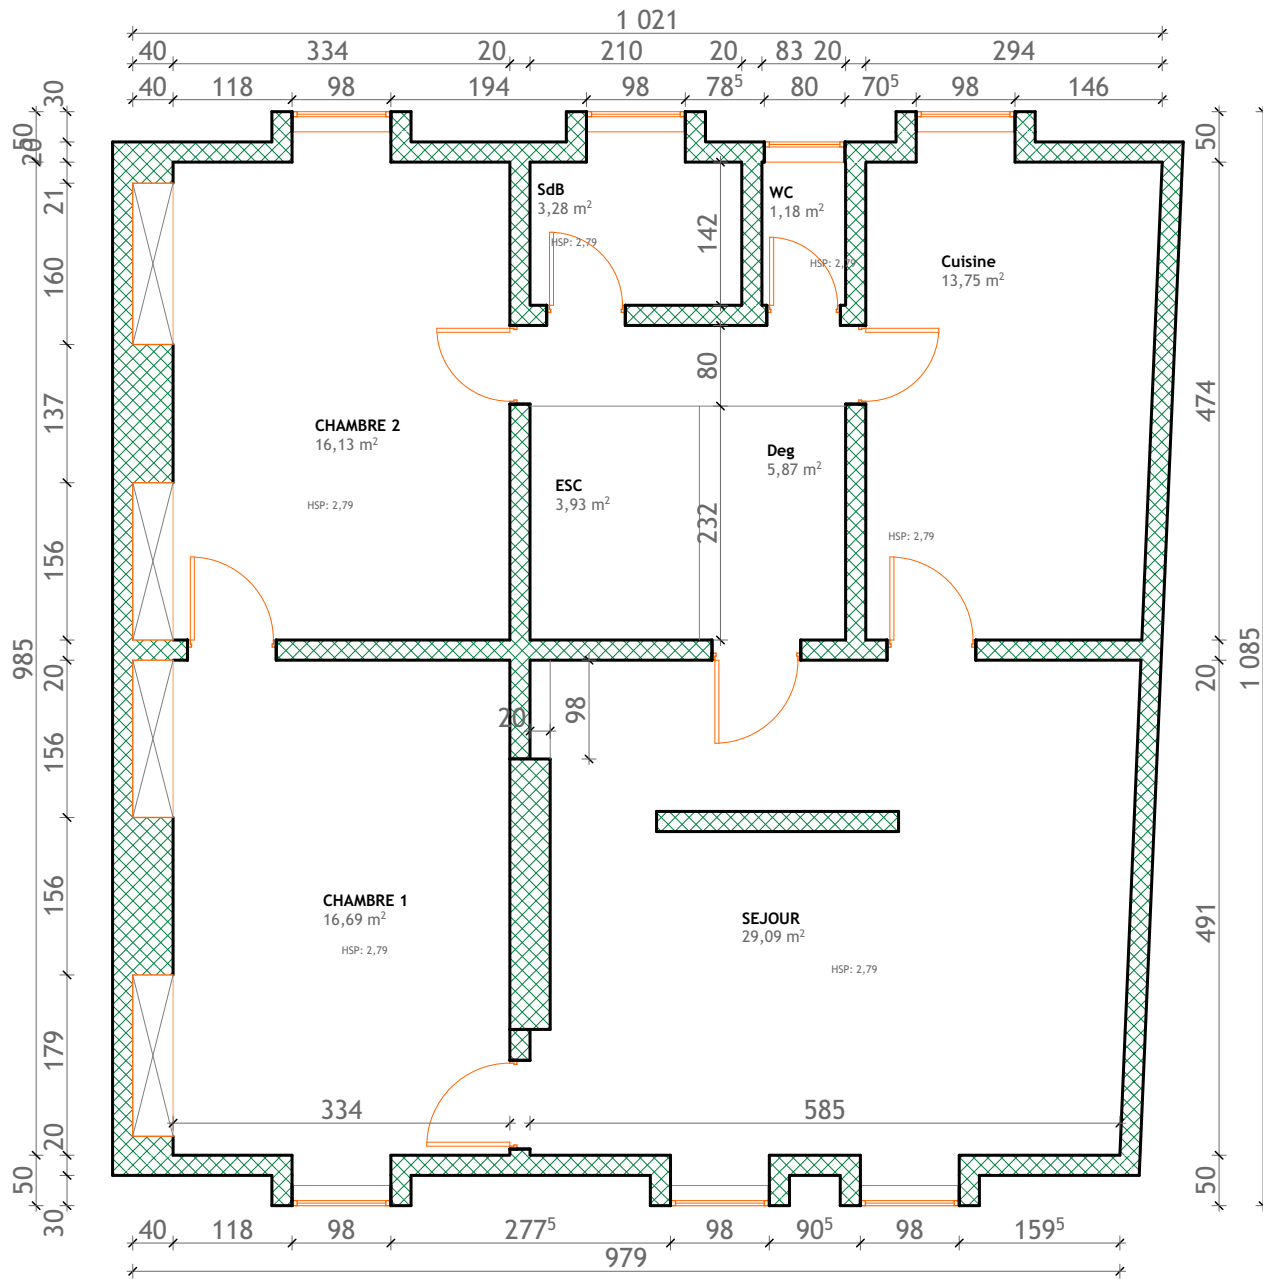 1 021
40 334 20 210 20 83 20 294
40 118 98 194 98 78⁵ 80 70⁵ 98 146
30
50
20
21
160
137
156
985
20
156
156
179
20
50
30
50
474
20
1 085
491
50
SdB
3,28 m²
HSP: 2,79
142
WC
1,18 m²
HSP: 2,79
Cuisine
13,75 m²
80
CHAMBRE 2
16,13 m²
HSP: 2,79
Deg
5,87 m²
ESC
3,93 m²
232
HSP: 2,79
20
98
CHAMBRE 1
16,69 m²
HSP: 2,79
SEJOUR
29,09 m²
HSP: 2,79
334
585
40 118 98 277⁵ 98 90⁵ 98 159⁵
979